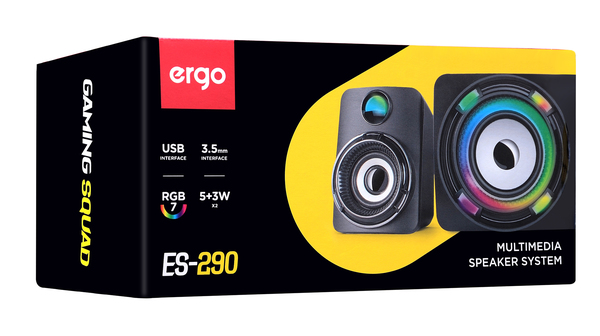 GAMING SQUAD
ergo
USB
INTERFACE
3.5mm
INTERFACE
RGB
7
5+3W
X2
ES-290
MULTIMEDIA
SPEAKER SYSTEM